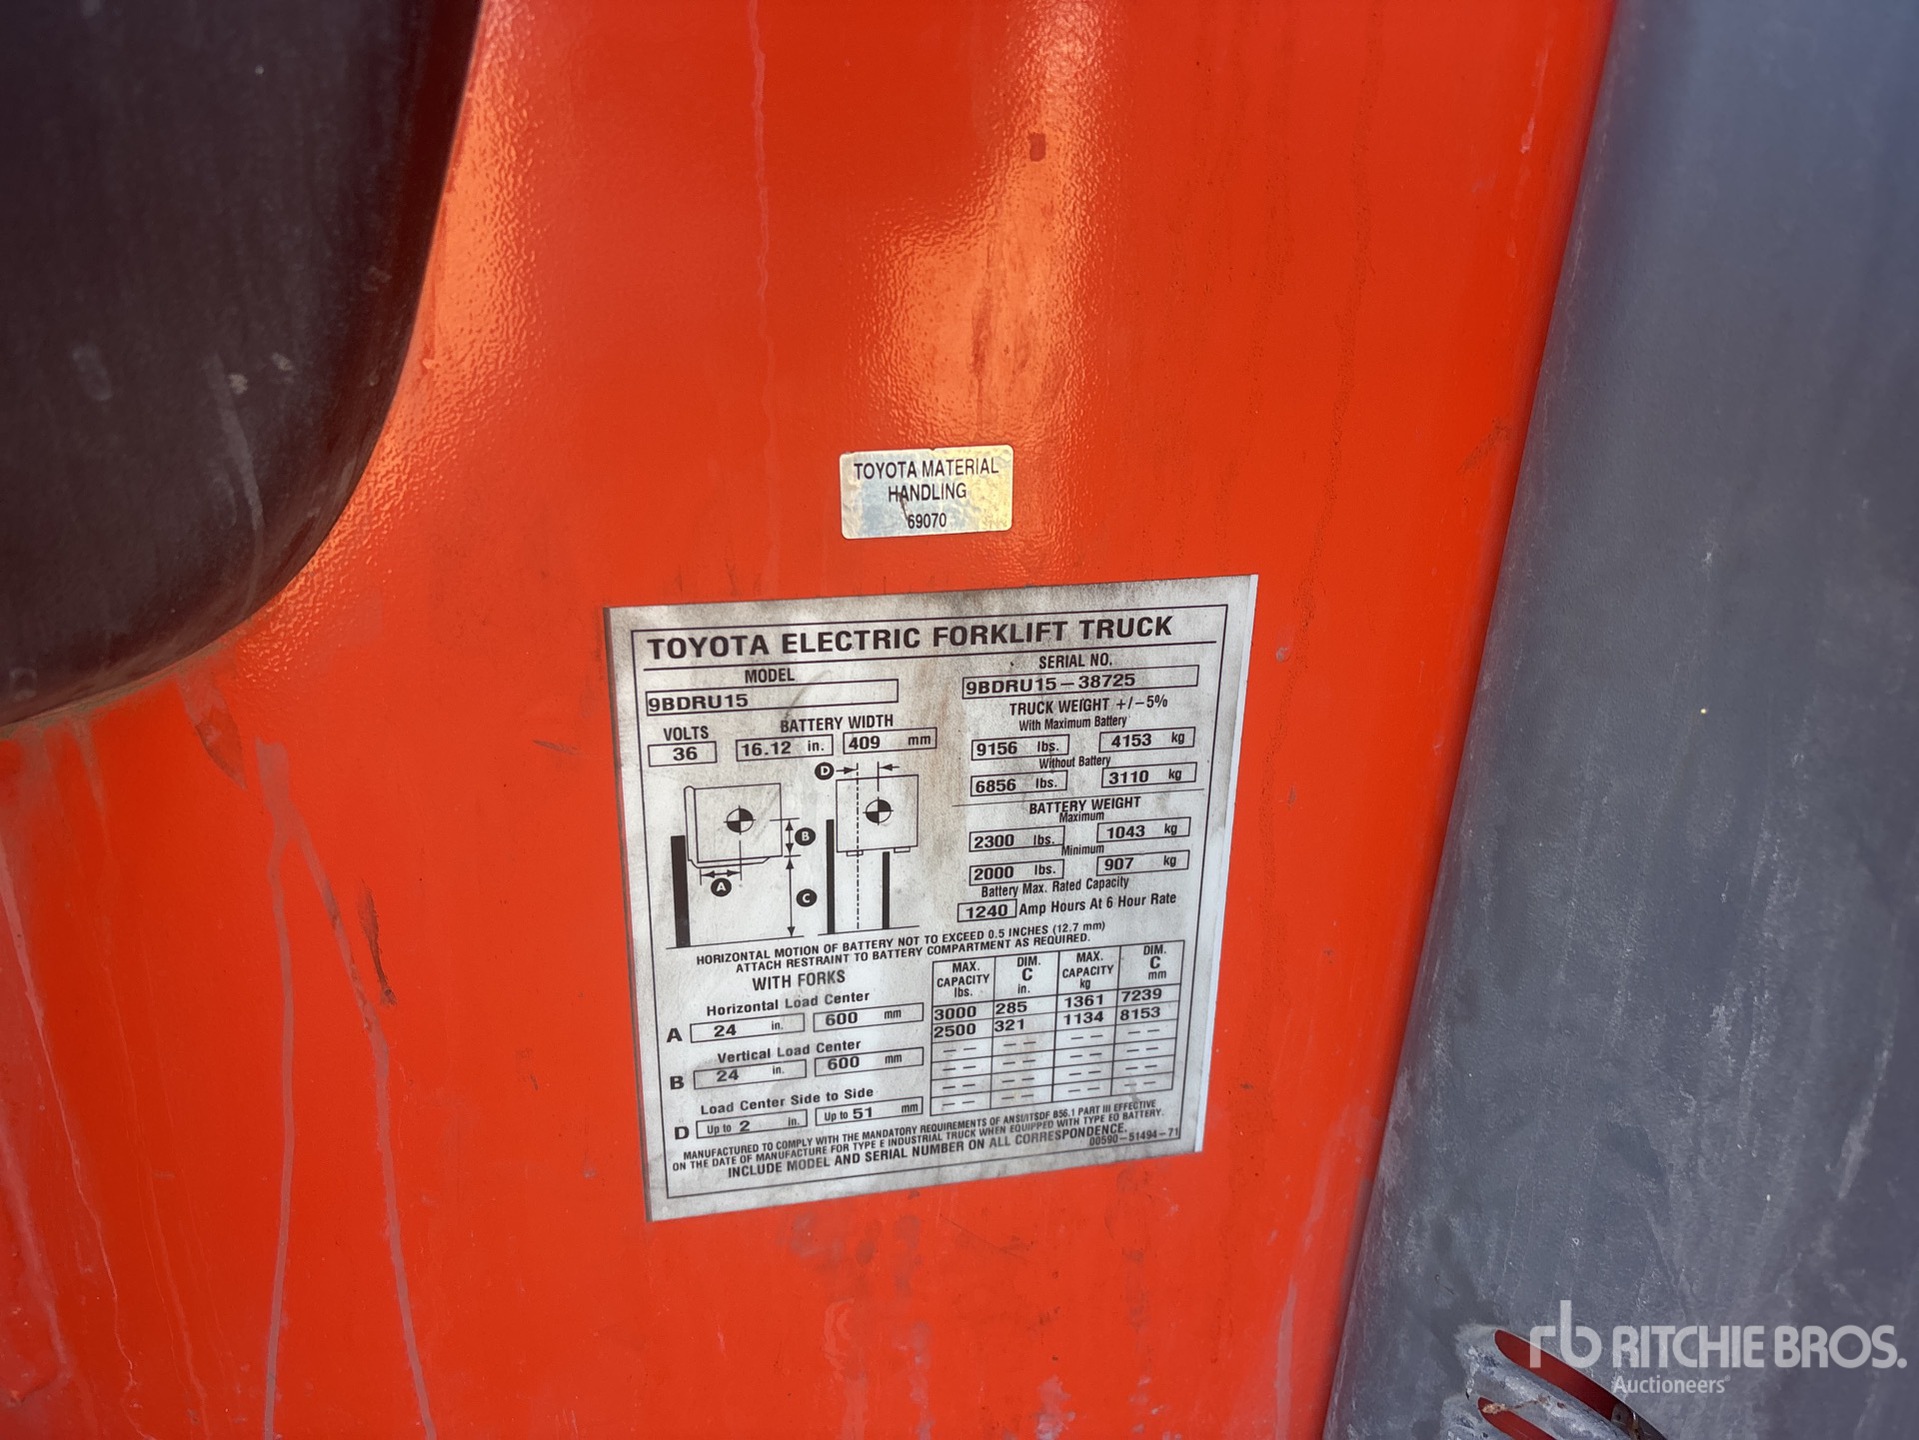 TOYOTA MATERIAL
HANDLING
69070
TOYOTA ELECTRIC FORKLIFT TRUCK
MODEL
9BDRU15
SERIAL NO.
9BDRU15-38725
VOLTS
36
BATTERY WIDTH
16.12 in. 409 mm
TRUCK WEIGHT +/-5%
With Maximum Battery
9156 lbs. 4153 kg
Without Battery
6856 lbs. 3110 kg
BATTERY WEIGHT
Maximum
2300 lbs. 1043 kg
Minimum
2000 lbs. 907 kg
Battery Max. Rated Capacity
1240 Amp Hours At 6 Hour Rate
D
B
A
C
HORIZONTAL MOTION OF BATTERY NOT TO EXCEED 0.5 INCHES (12.7 mm)
ATTACH RESTRAINT TO BATTERY COMPARTMENT AS REQUIRED.
WITH FORKS
Horizontal Load Center
A 24 in. 600 mm
Vertical Load Center
B 24 in. 600 mm
Load Center Side to Side
D Up to 2 in. Up to 51 mm
MAX. CAPACITY lbs. DIM. C in. MAX. CAPACITY kg DIM. C mm
3000 285 1361 7239
2500 321 1134 8153
-- -- -- --
-- -- -- --
-- -- -- --
-- -- -- --
MANUFACTURED TO COMPLY WITH THE MANDATORY REQUIREMENTS OF ANSI/ITSDF B56.1 PART III EFFECTIVE
ON THE DATE OF MANUFACTURE FOR TYPE E INDUSTRIAL TRUCK WHEN EQUIPPED WITH TYPE EO BATTERY.
INCLUDE MODEL AND SERIAL NUMBER ON ALL CORRESPONDENCE.
00590-51494-71
rb RITCHIE BROS.
Auctioneers